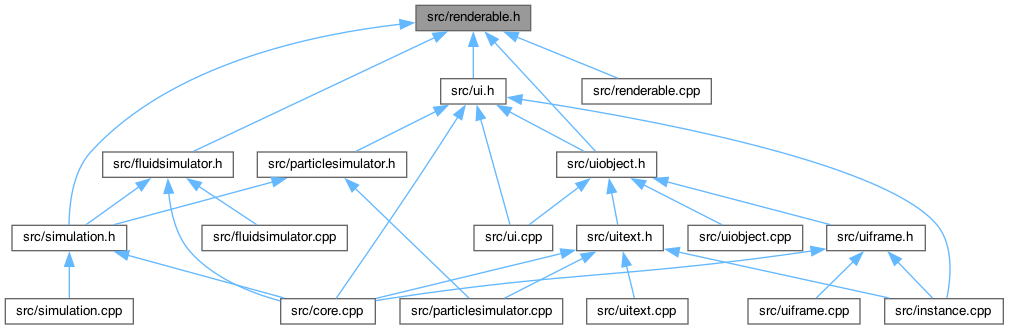 src/renderable.h
src/ui.h
src/renderable.cpp
src/fluidsimulator.h
src/particlesimulator.h
src/uiobject.h
src/simulation.h
src/fluidsimulator.cpp
src/ui.cpp
src/uitext.h
src/uiobject.cpp
src/uiframe.h
src/simulation.cpp
src/core.cpp
src/particlesimulator.cpp
src/uitext.cpp
src/uiframe.cpp
src/instance.cpp